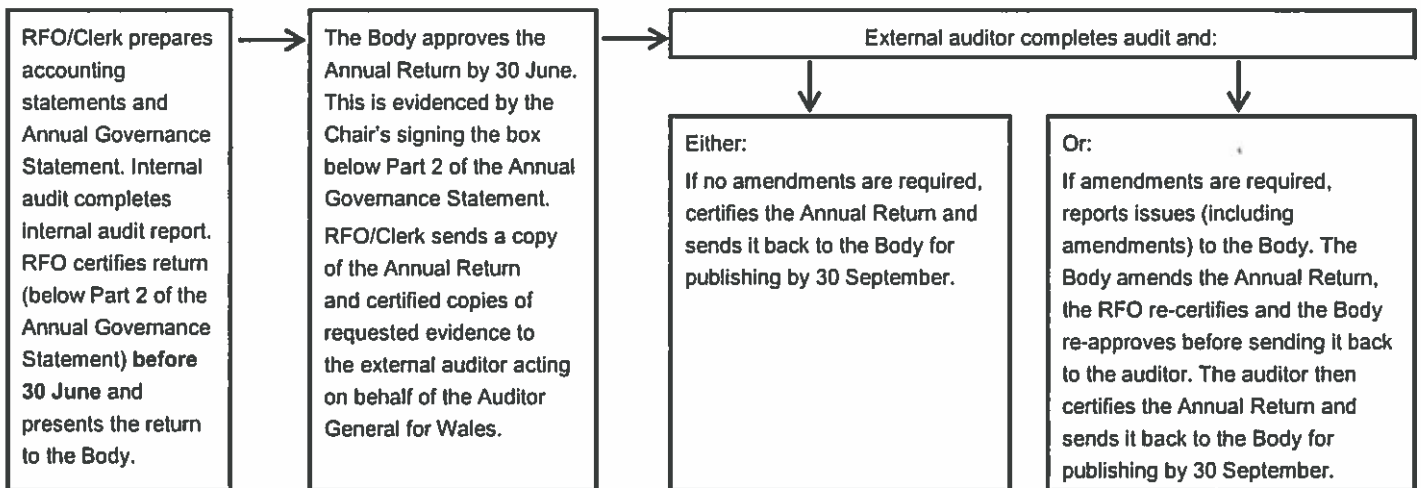 RFO/Clerk prepares
accounting
statements and
Annual Governance
Statement. Internal
audit completes
internal audit report.
RFO certifies return
(below Part 2 of the
Annual Governance
Statement) before
30 June and
presents the return
to the Body.
The Body approves the
Annual Return by 30 June.
This is evidenced by the
Chair's signing the box
below Part 2 of the Annual
Governance Statement.
RFO/Clerk sends a copy
of the Annual Return
and certified copies of
requested evidence to
the external auditor acting
on behalf of the Auditor
General for Wales.
External auditor completes audit and:
Either:
If no amendments are required,
certifies the Annual Return and
sends it back to the Body for
publishing by 30 September.
Or:
If amendments are required,
reports issues (including
amendments) to the Body. The
Body amends the Annual Return,
the RFO re-certifies and the Body
re-approves before sending it back
to the auditor. The auditor then
certifies the Annual Return and
sends it back to the Body for
publishing by 30 September.